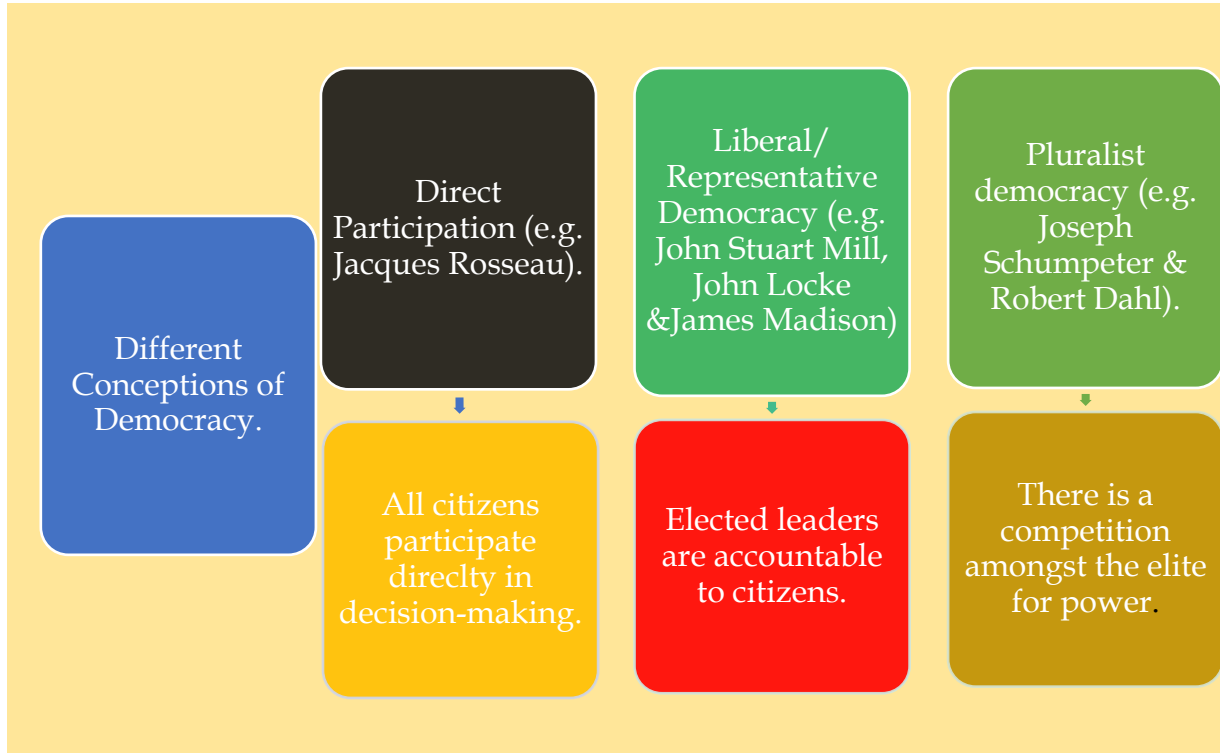 Different
Conceptions of
Democracy.
Direct
Participation (e.g.
Jacques Rosseau).
All citizens
participate
direclty in
decision-making.
Liberal/
Representative
Democracy (e.g.
John Stuart Mill,
John Locke
&James Madison)
Elected leaders
are accountable
to citizens.
Pluralist
democracy (e.g.
Joseph
Schumpeter &
Robert Dahl).
There is a
competition
amongst the elite
for power.